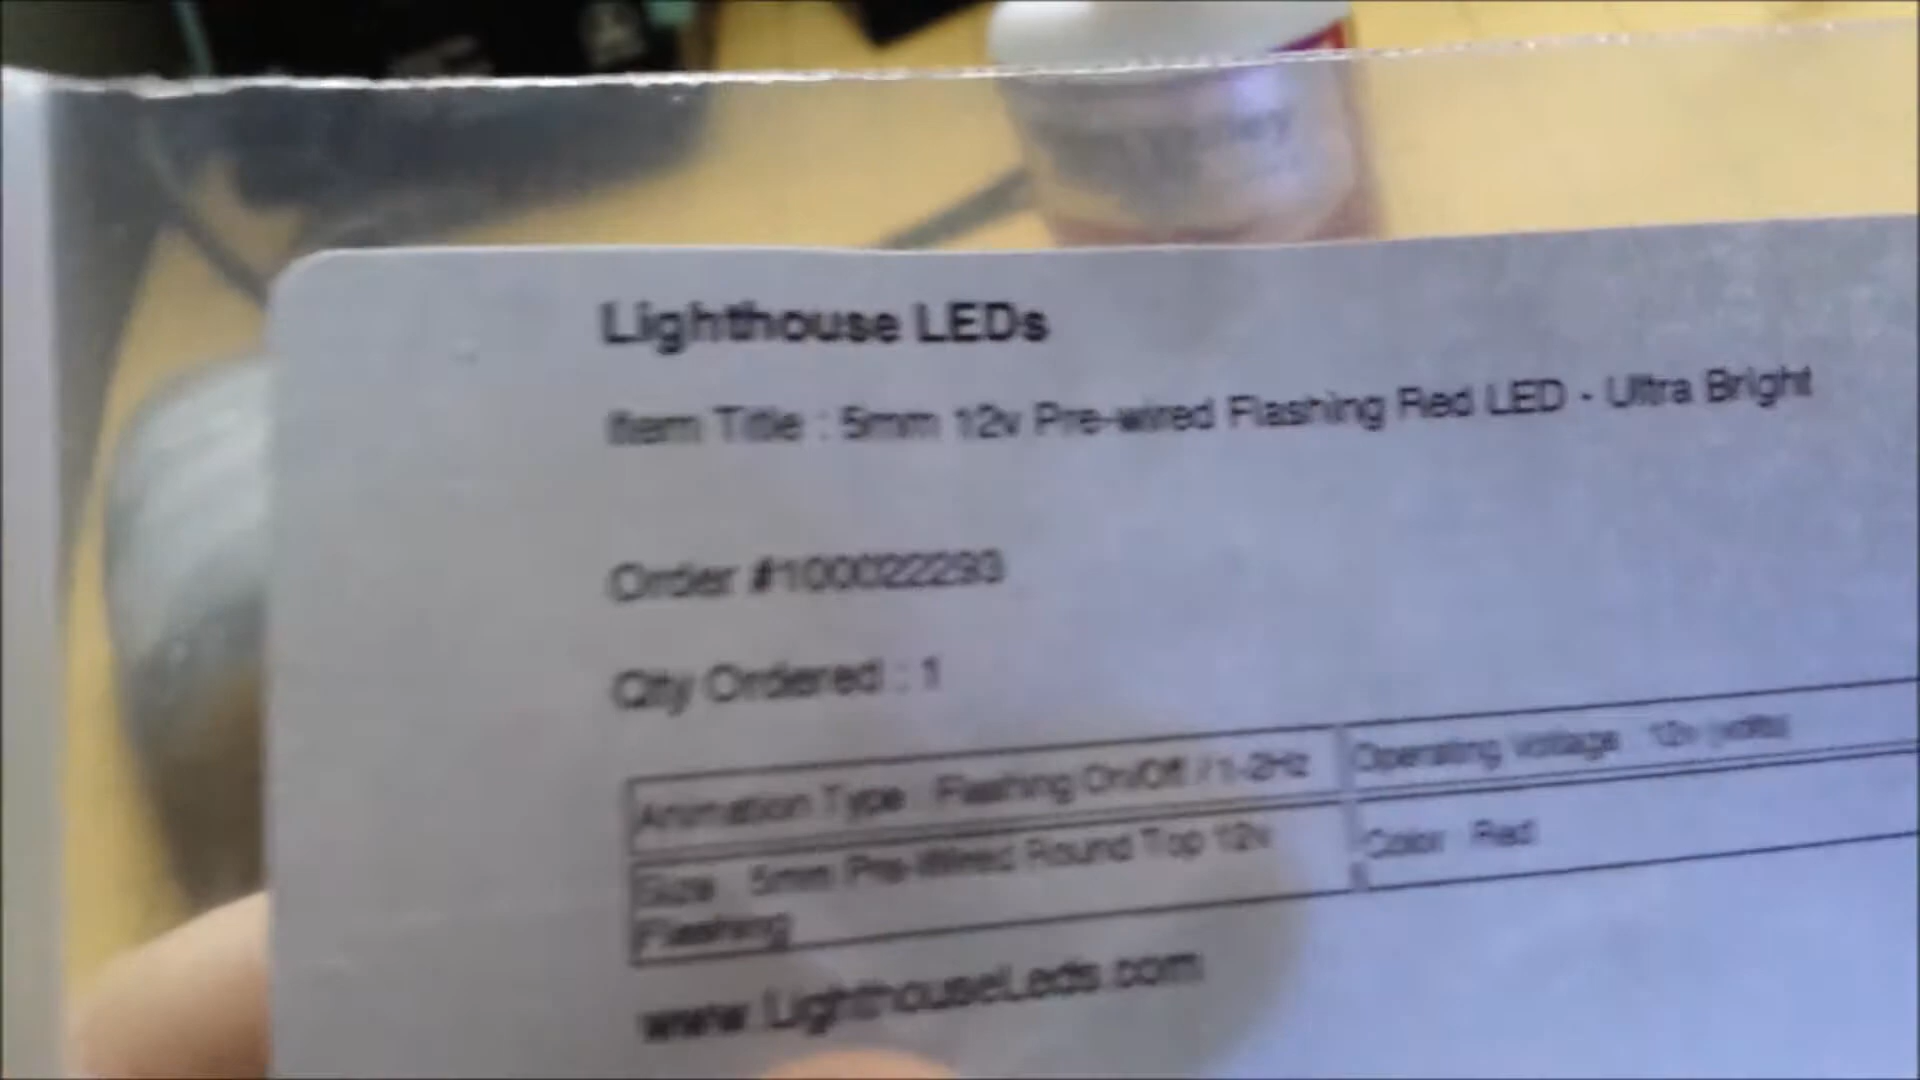 Lighthouse LEDs
Item Title : 5mm 12v Pre-wired Flashing Red LED - Ultra Bright
Order #100022293
Qty Ordered : 1
Animation Type : Flashing On/Off / 1-2Hz
Operating Voltage : 12v (volts)
Size : 5mm Pre-Wired Round Top 12v
Flashing
Color : Red
www.LighthouseLeds.com